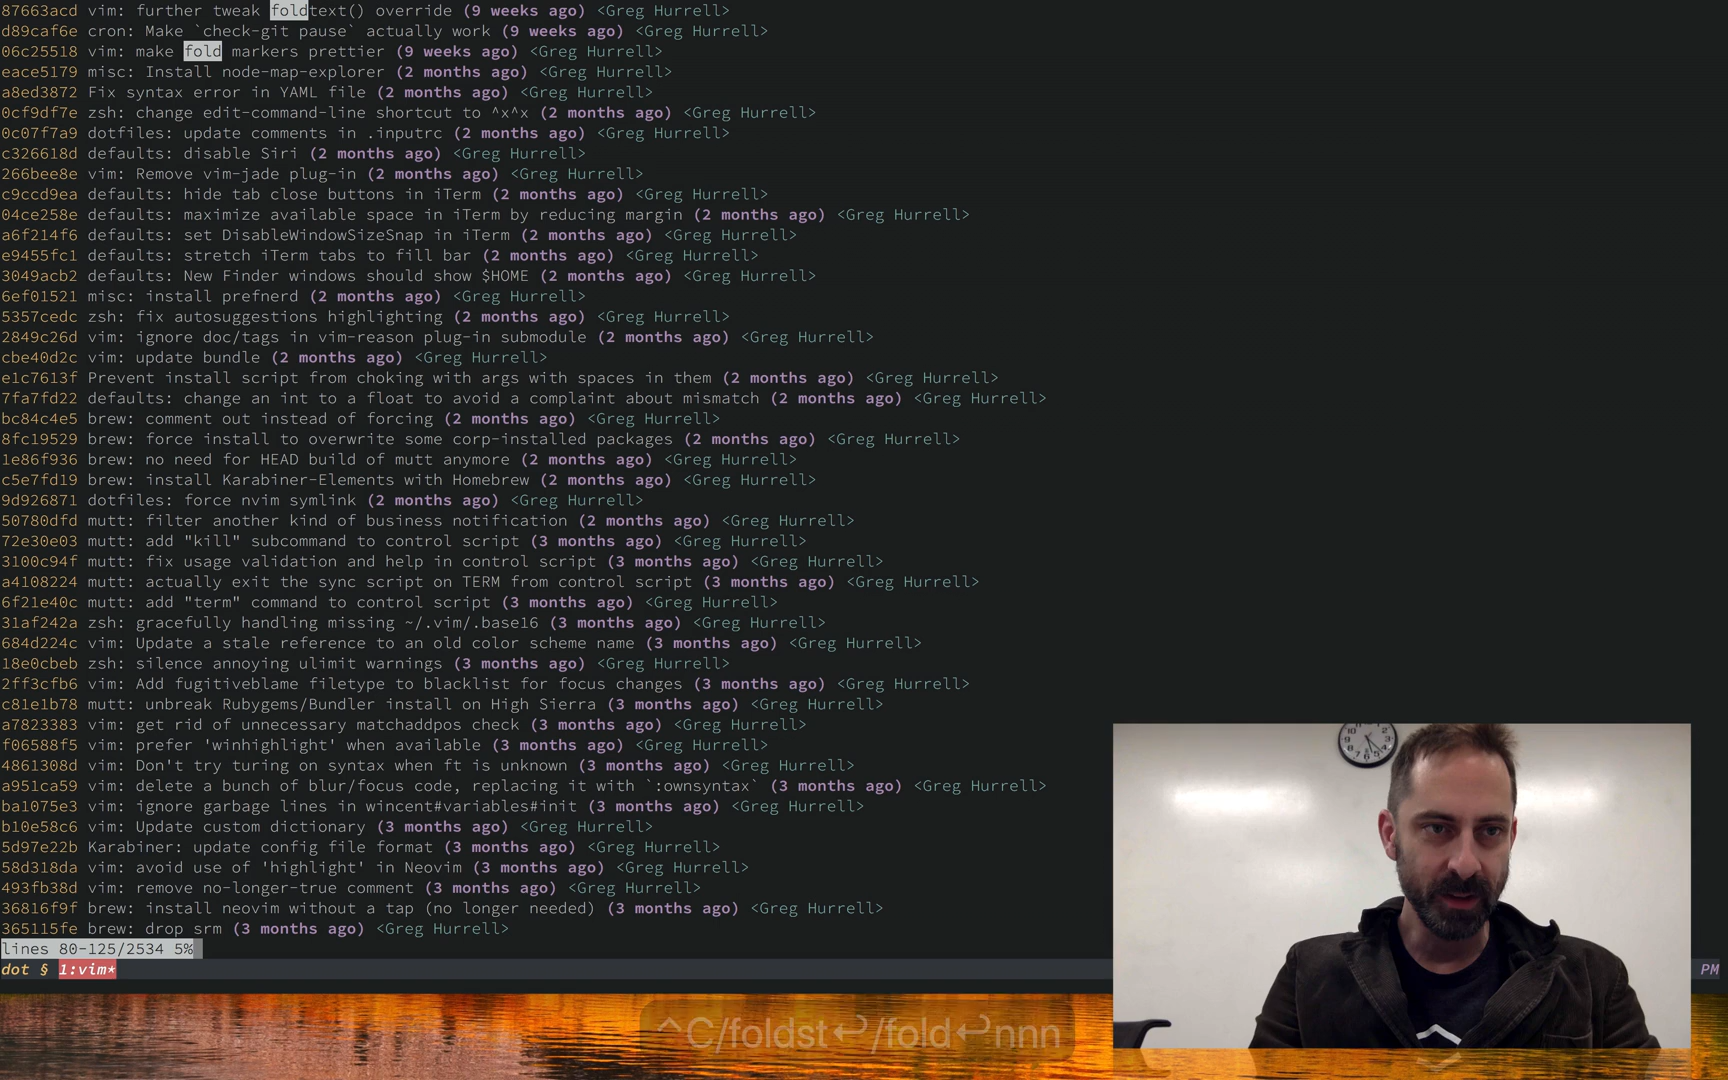 87663acd vim: further tweak foldtext() override (9 weeks ago) <Greg Hurrell>
d89caf6e cron: Make `check-git pause` actually work (9 weeks ago) <Greg Hurrell>
06c25518 vim: make fold markers prettier (9 weeks ago) <Greg Hurrell>
eace5179 misc: Install node-map-explorer (2 months ago) <Greg Hurrell>
a8ed3872 Fix syntax error in YAML file (2 months ago) <Greg Hurrell>
0cf9df7e zsh: change edit-command-line shortcut to ^x^x (2 months ago) <Greg Hurrell>
0c07f7a9 dotfiles: update comments in .inputrc (2 months ago) <Greg Hurrell>
c326618d defaults: disable Siri (2 months ago) <Greg Hurrell>
266bee8e vim: Remove vim-jade plug-in (2 months ago) <Greg Hurrell>
c9ccd9ea defaults: hide tab close buttons in iTerm (2 months ago) <Greg Hurrell>
04ce258e defaults: maximize available space in iTerm by reducing margin (2 months ago) <Greg Hurrell>
a6f214f6 defaults: set DisableWindowSizeSnap in iTerm (2 months ago) <Greg Hurrell>
e9455fc1 defaults: stretch iTerm tabs to fill bar (2 months ago) <Greg Hurrell>
3049acb2 defaults: New Finder windows should show $HOME (2 months ago) <Greg Hurrell>
6ef01521 misc: install prefnerd (2 months ago) <Greg Hurrell>
5357cedc zsh: fix autosuggestions highlighting (2 months ago) <Greg Hurrell>
2849c26d vim: ignore doc/tags in vim-reason plug-in submodule (2 months ago) <Greg Hurrell>
cbe40d2c vim: update bundle (2 months ago) <Greg Hurrell>
e1c7613f Prevent install script from choking with args with spaces in them (2 months ago) <Greg Hurrell>
7fa7fd22 defaults: change an int to a float to avoid a complaint about mismatch (2 months ago) <Greg Hurrell>
bc84c4e5 brew: comment out instead of forcing (2 months ago) <Greg Hurrell>
8fc19529 brew: force install to overwrite some corp-installed packages (2 months ago) <Greg Hurrell>
1e86f936 brew: no need for HEAD build of mutt anymore (2 months ago) <Greg Hurrell>
c5e7fd19 brew: install Karabiner-Elements with Homebrew (2 months ago) <Greg Hurrell>
9d926871 dotfiles: force nvim symlink (2 months ago) <Greg Hurrell>
50780dfd mutt: filter another kind of business notification (2 months ago) <Greg Hurrell>
72e30e03 mutt: add "kill" subcommand to control script (3 months ago) <Greg Hurrell>
3100c94f mutt: fix usage validation and help in control script (3 months ago) <Greg Hurrell>
a4108224 mutt: actually exit the sync script on TERM from control script (3 months ago) <Greg Hurrell>
6f21e40c mutt: add "term" command to control script (3 months ago) <Greg Hurrell>
31af242a zsh: gracefully handling missing ~/.vim/.base16 (3 months ago) <Greg Hurrell>
684d224c vim: Update a stale reference to an old color scheme name (3 months ago) <Greg Hurrell>
18e0cbeb zsh: silence annoying ulimit warnings (3 months ago) <Greg Hurrell>
2ff3cfb6 vim: Add fugitiveblame filetype to blacklist for focus changes (3 months ago) <Greg Hurrell>
c81e1b78 mutt: unbreak Rubygems/Bundler install on High Sierra (3 months ago) <Greg Hurrell>
a7823383 vim: get rid of unnecessary matchaddpos check (3 months ago) <Greg Hurrell>
f06588f5 vim: prefer 'winhighlight' when available (3 months ago) <Greg Hurrell>
4861308d vim: Don't try turing on syntax when ft is unknown (3 months ago) <Greg Hurrell>
a951ca59 vim: delete a bunch of blur/focus code, replacing it with `:ownsyntax` (3 months ago) <Greg Hurrell>
ba1075e3 vim: ignore garbage lines in wincent#variables#init (3 months ago) <Greg Hurrell>
b10e58c6 vim: Update custom dictionary (3 months ago) <Greg Hurrell>
5d97e22b Karabiner: update config file format (3 months ago) <Greg Hurrell>
58d318da vim: avoid use of 'highlight' in Neovim (3 months ago) <Greg Hurrell>
493fb38d vim: remove no-longer-true comment (3 months ago) <Greg Hurrell>
36816f9f brew: install neovim without a tap (no longer needed) (3 months ago) <Greg Hurrell>
365115fe brew: drop srm (3 months ago) <Greg Hurrell>
lines 80-125/2534 5%
dot § 1:vim* PM
^C/foldst↩/fold↩nnn